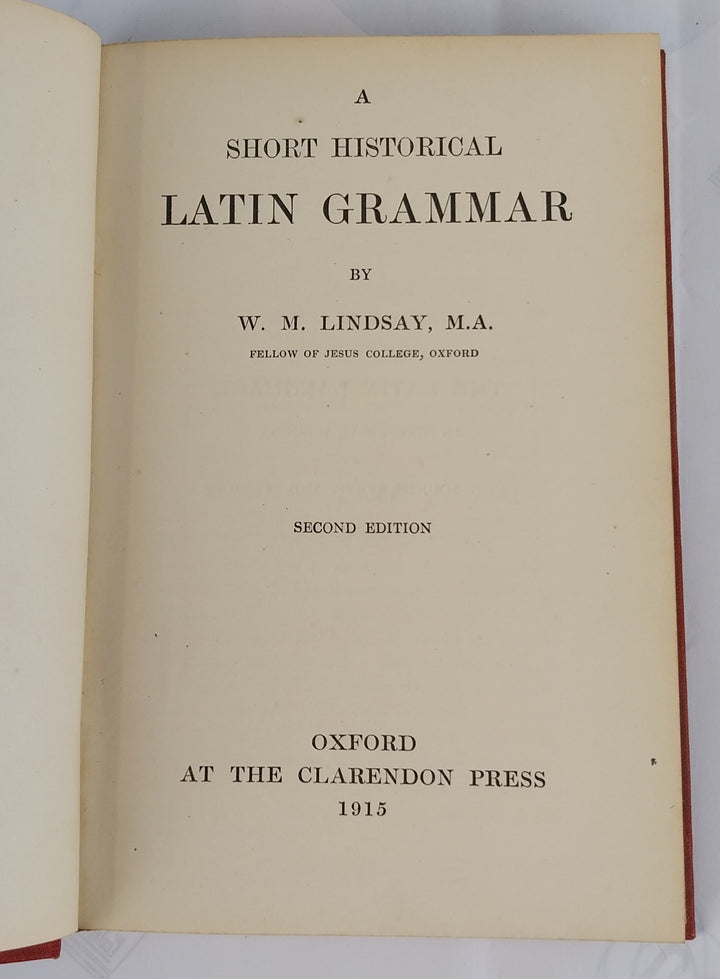 A
SHORT HISTORICAL
LATIN GRAMMAR
BY
W. M. LINDSAY, M.A.
FELLOW OF JESUS COLLEGE, OXFORD
SECOND EDITION
OXFORD
AT THE CLARENDON PRESS
1915